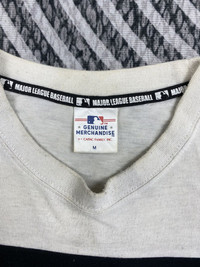 MAJOR LEAGUE BASEBALL
MAJOR LEAGUE BASEBALL
GENUINE
MERCHANDISE
M